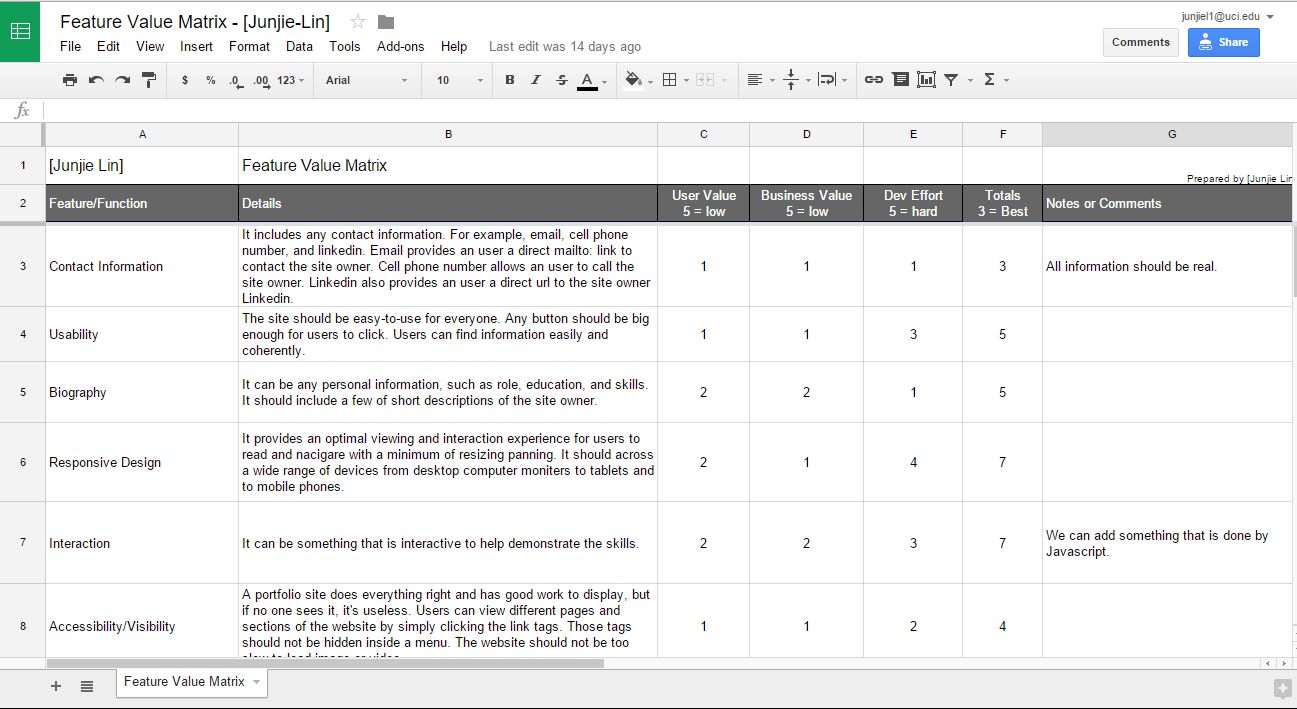 Feature Value Matrix - [Junjie-Lin]
junjiel1@uci.edu
File Edit View Insert Format Data Tools Add-ons Help Last edit was 14 days ago
Comments Share
$ % .0 .00 123 Arial 10 B I S A Σ
fx
A B C D E F G
1 [Junjie Lin] Feature Value Matrix
Prepared by [Junjie Lin
2 Feature/Function Details
User Value
5 = low
Business Value
5 = low
Dev Effort
5 = hard
Totals
3 = Best
Notes or Comments
3 Contact Information
It includes any contact information. For example, email, cell phone
number, and linkedin. Email provides an user a direct mailto: link to
contact the site owner. Cell phone number allows an user to call the
site owner. Linkedin also provides an user a direct url to the site owner
Linkedin.
1 1 1 3 All information should be real.
4 Usability
The site should be easy-to-use for everyone. Any button should be big
enough for users to click. Users can find information easily and
coherently.
1 1 3 5
5 Biography
It can be any personal information, such as role, education, and skills.
It should include a few of short descriptions of the site owner.
2 2 1 5
6 Responsive Design
It provides an optimal viewing and interaction experience for users to
read and nacigare with a minimum of resizing panning. It should across
a wide range of devices from desktop computer moniters to tablets and
to mobile phones.
2 1 4 7
7 Interaction
It can be something that is interactive to help demonstrate the skills.
2 2 3 7
We can add something that is done by
Javascript.
8 Accessibility/Visibility
A portfolio site does everything right and has good work to display, but
if no one sees it, it's useless. Users can view different pages and
sections of the website by simply clicking the link tags. Those tags
should not be hidden inside a menu. The website should not be too
1 1 2 4
+ Feature Value Matrix